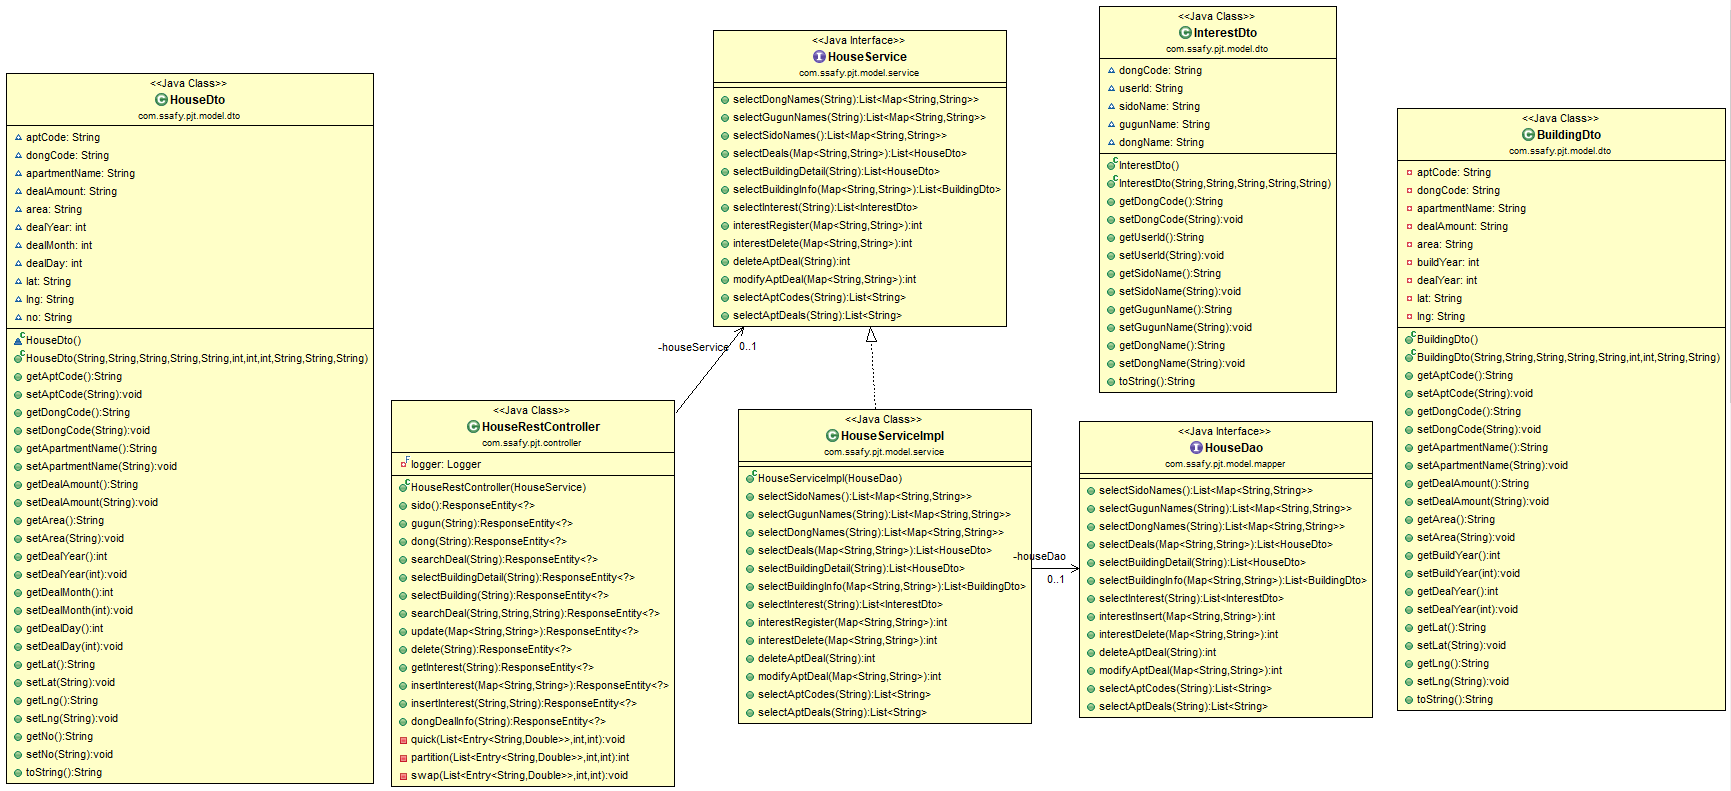 <<Java Class>>
HouseDto
com.ssafy.pjt.model.dto
aptCode: String
dongCode: String
apartmentName: String
dealAmount: String
area: String
dealYear: int
dealMonth: int
dealDay: int
lat: String
lng: String
no: String
HouseDto()
HouseDto(String,String,String,String,String,int,int,int,String,String,String)
getAptCode():String
setAptCode(String):void
getDongCode():String
setDongCode(String):void
getApartmentName():String
setApartmentName(String):void
getDealAmount():String
setDealAmount(String):void
getArea():String
setArea(String):void
getDealYear():int
setDealYear(int):void
getDealMonth():int
setDealMonth(int):void
getDealDay():int
setDealDay(int):void
getLat():String
setLat(String):void
getLng():String
setLng(String):void
getNo():String
setNo(String):void
toString():String
<<Java Interface>>
HouseService
com.ssafy.pjt.model.service
selectDongNames(String):List<Map<String,String>>
selectGugunNames(String):List<Map<String,String>>
selectSidoNames():List<Map<String,String>>
selectDeals(Map<String,String>):List<HouseDto>
selectBuildingDetail(String):List<HouseDto>
selectBuildingInfo(Map<String,String>):List<BuildingDto>
selectInterest(String):List<InterestDto>
interestRegister(Map<String,String>):int
interestDelete(Map<String,String>):int
deleteAptDeal(String):int
modifyAptDeal(Map<String,String>):int
selectAptCodes(String):List<String>
selectAptDeals(String):List<String>
-houseService
0..1
<<Java Class>>
HouseRestController
com.ssafy.pjt.controller
logger: Logger
HouseRestController(HouseService)
sido():ResponseEntity<?>
gugun(String):ResponseEntity<?>
dong(String):ResponseEntity<?>
searchDeal(String):ResponseEntity<?>
selectBuildingDetail(String):ResponseEntity<?>
selectBuilding(String):ResponseEntity<?>
searchDeal(String,String,String):ResponseEntity<?>
update(Map<String,String>):ResponseEntity<?>
delete(String):ResponseEntity<?>
getInterest(String):ResponseEntity<?>
insertInterest(Map<String,String>):ResponseEntity<?>
insertInterest(String,String):ResponseEntity<?>
dongDealInfo(String):ResponseEntity<?>
quick(List<Entry<String,Double>>,int,int):void
partition(List<Entry<String,Double>>,int,int):int
swap(List<Entry<String,Double>>,int,int):void
<<Java Class>>
HouseServiceImpl
com.ssafy.pjt.model.service
HouseServiceImpl(HouseDao)
selectSidoNames():List<Map<String,String>>
selectGugunNames(String):List<Map<String,String>>
selectDongNames(String):List<Map<String,String>>
selectDeals(Map<String,String>):List<HouseDto>
selectBuildingDetail(String):List<HouseDto>
selectBuildingInfo(Map<String,String>):List<BuildingDto>
selectInterest(String):List<InterestDto>
interestRegister(Map<String,String>):int
interestDelete(Map<String,String>):int
deleteAptDeal(String):int
modifyAptDeal(Map<String,String>):int
selectAptCodes(String):List<String>
selectAptDeals(String):List<String>
-houseDao
0..1
<<Java Class>>
InterestDto
com.ssafy.pjt.model.dto
dongCode: String
userId: String
sidoName: String
gugunName: String
dongName: String
InterestDto()
InterestDto(String,String,String,String,String)
getDongCode():String
setDongCode(String):void
getUserId():String
setUserId(String):void
getSidoName():String
setSidoName(String):void
getGugunName():String
setGugunName(String):void
getDongName():String
setDongName(String):void
toString():String
<<Java Interface>>
HouseDao
com.ssafy.pjt.model.mapper
selectSidoNames():List<Map<String,String>>
selectGugunNames(String):List<Map<String,String>>
selectDongNames(String):List<Map<String,String>>
selectDeals(Map<String,String>):List<HouseDto>
selectBuildingDetail(String):List<HouseDto>
selectBuildingInfo(Map<String,String>):List<BuildingDto>
selectInterest(String):List<InterestDto>
interestInsert(Map<String,String>):int
interestDelete(Map<String,String>):int
deleteAptDeal(String):int
modifyAptDeal(Map<String,String>):int
selectAptCodes(String):List<String>
selectAptDeals(String):List<String>
<<Java Class>>
BuildingDto
com.ssafy.pjt.model.dto
aptCode: String
dongCode: String
apartmentName: String
dealAmount: String
area: String
buildYear: int
dealYear: int
lat: String
lng: String
BuildingDto()
BuildingDto(String,String,String,String,String,int,int,String,String)
getAptCode():String
setAptCode(String):void
getDongCode():String
setDongCode(String):void
getApartmentName():String
setApartmentName(String):void
getDealAmount():String
setDealAmount(String):void
getArea():String
setArea(String):void
getBuildYear():int
setBuildYear(int):void
getDealYear():int
setDealYear(int):void
getLat():String
setLat(String):void
getLng():String
setLng(String):void
toString():String